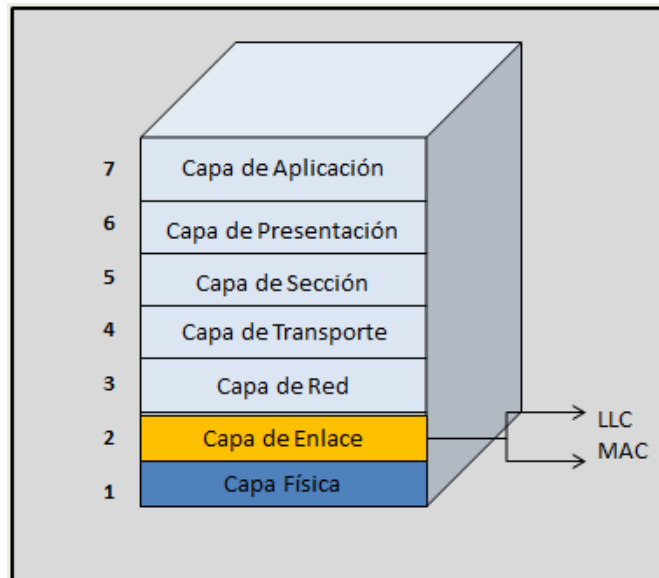 7 Capa de Aplicación
6 Capa de Presentación
5 Capa de Sección
4 Capa de Transporte
3 Capa de Red
2 Capa de Enlace
LLC
MAC
1 Capa Física